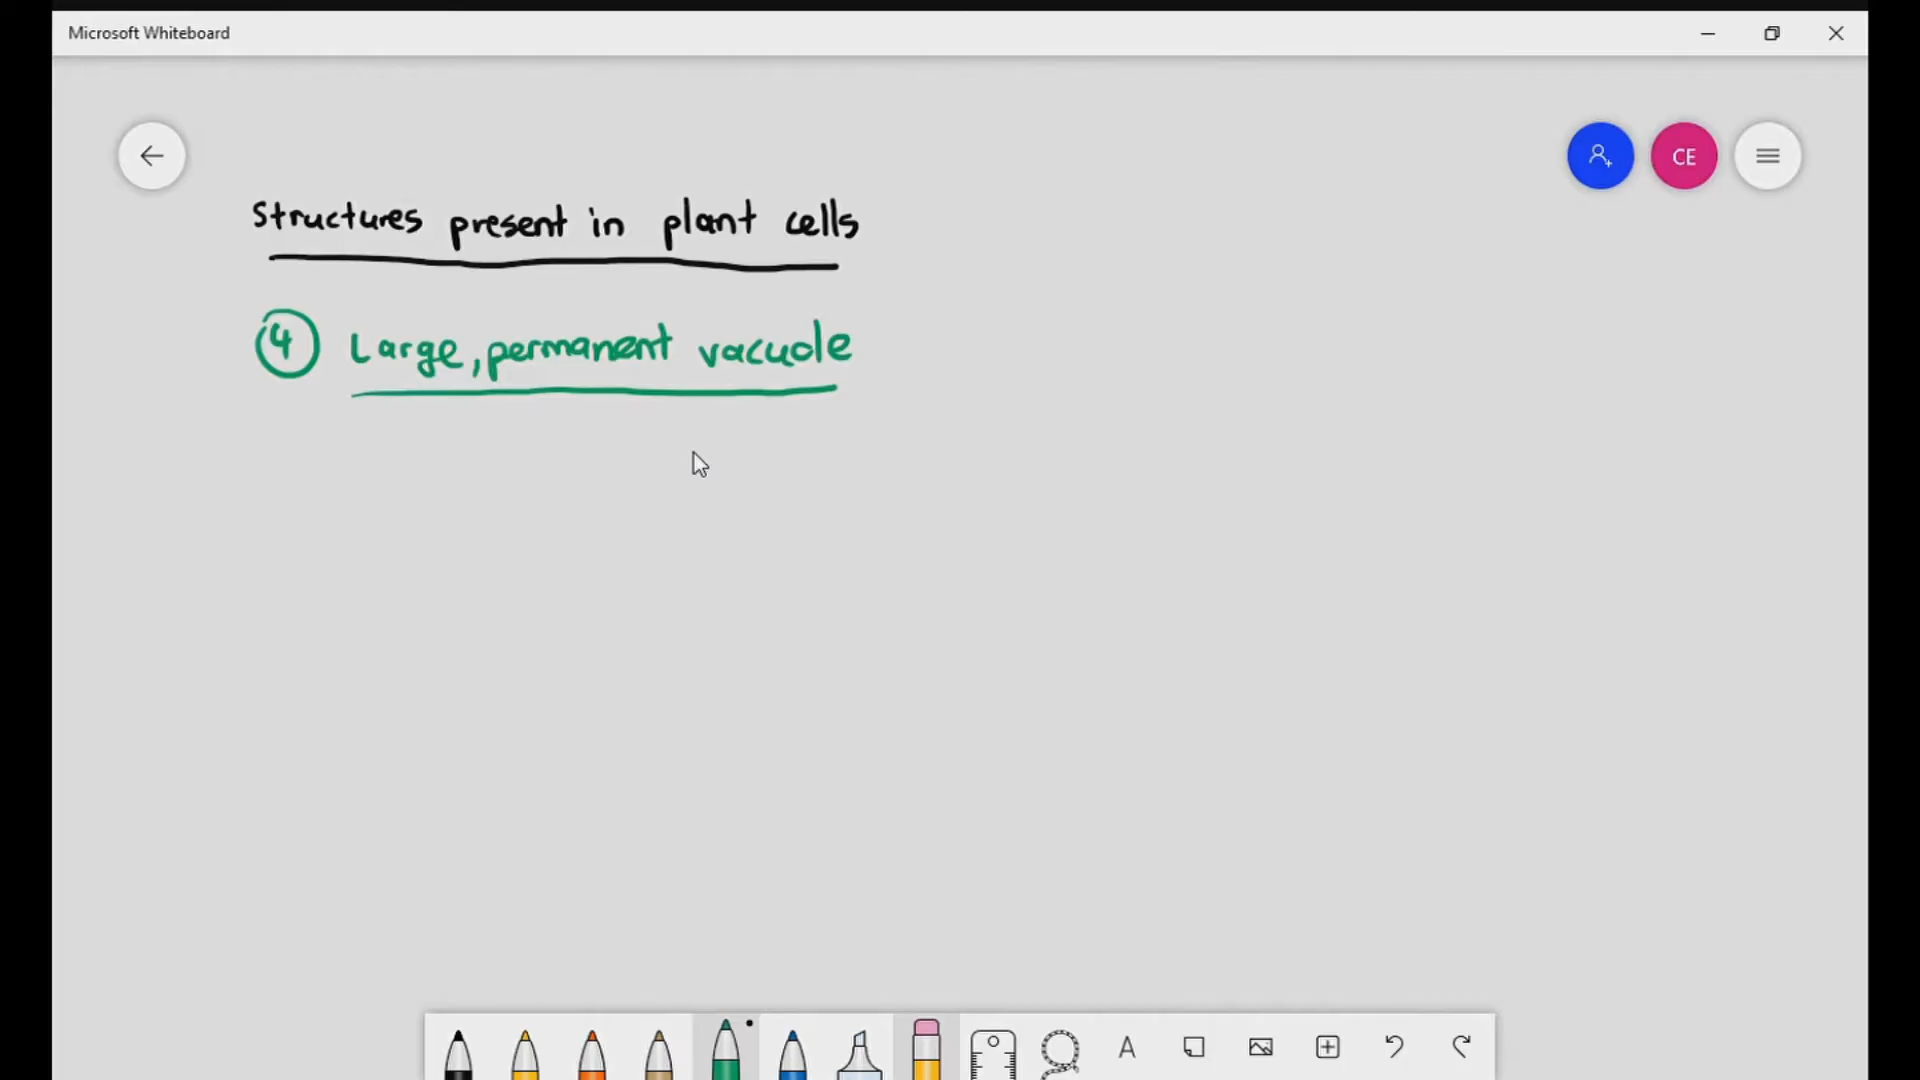 Microsoft Whiteboard
CE
Structures present in plant cells
4 Large, permanent vacuole
A